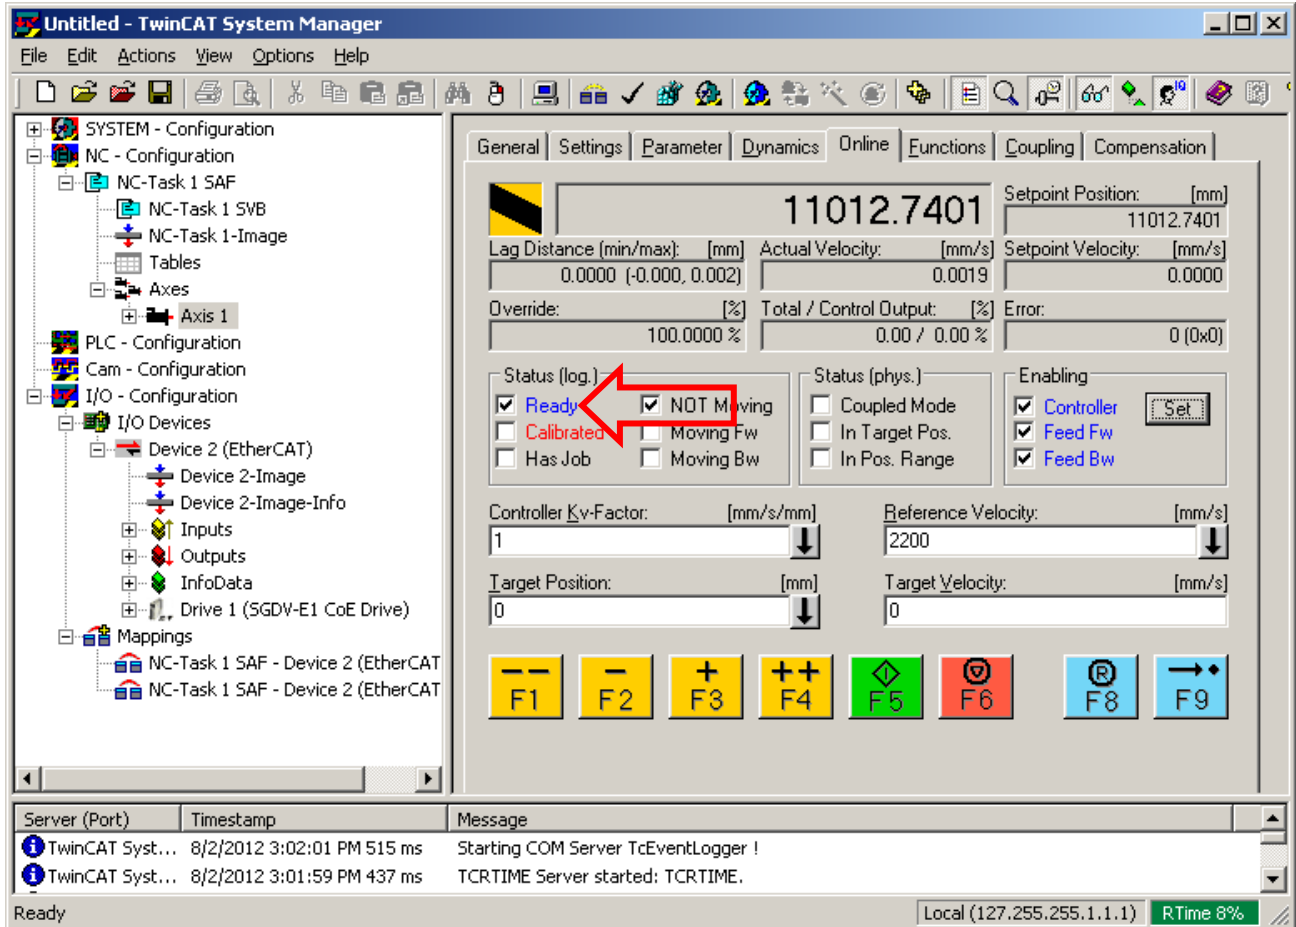 Untitled - TwinCAT System Manager
File Edit Actions View Options Help
SYSTEM - Configuration
NC - Configuration
NC-Task 1 SAF
NC-Task 1 SVB
NC-Task 1-Image
Tables
Axes
Axis 1
PLC - Configuration
Cam - Configuration
I/O - Configuration
I/O Devices
Device 2 (EtherCAT)
Device 2-Image
Device 2-Image-Info
Inputs
Outputs
InfoData
Drive 1 (SGDV-E1 CoE Drive)
Mappings
NC-Task 1 SAF - Device 2 (EtherCAT
NC-Task 1 SAF - Device 2 (EtherCAT
General Settings Parameter Dynamics Online Functions Coupling Compensation
11012.7401
Setpoint Position: [mm]
11012.7401
Lag Distance (min/max): [mm] Actual Velocity: [mm/s] Setpoint Velocity: [mm/s]
0.0000 (-0.000, 0.002) 0.0019 0.0000
Override: [%] Total / Control Output: [%] Error:
100.0000 % 0.00 / 0.00 % 0 (0x0)
Status (log.) Status (phys.) Enabling
Ready NOT Moving Coupled Mode Controller Set
Calibrated Moving Fw In Target Pos. Feed Fw
Has Job Moving Bw In Pos. Range Feed Bw
Controller Kv-Factor: [mm/s/mm] Reference Velocity: [mm/s]
1 2200
Target Position: [mm] Target Velocity: [mm/s]
0 0
-- - + ++ R
F1 F2 F3 F4 F5 F6 F8 F9
Server (Port) Timestamp Message
TwinCAT Syst... 8/2/2012 3:02:01 PM 515 ms Starting COM Server TcEventLogger !
TwinCAT Syst... 8/2/2012 3:01:59 PM 437 ms TCRTIME Server started: TCRTIME.
Ready Local (127.255.255.1.1.1) RTime 8%